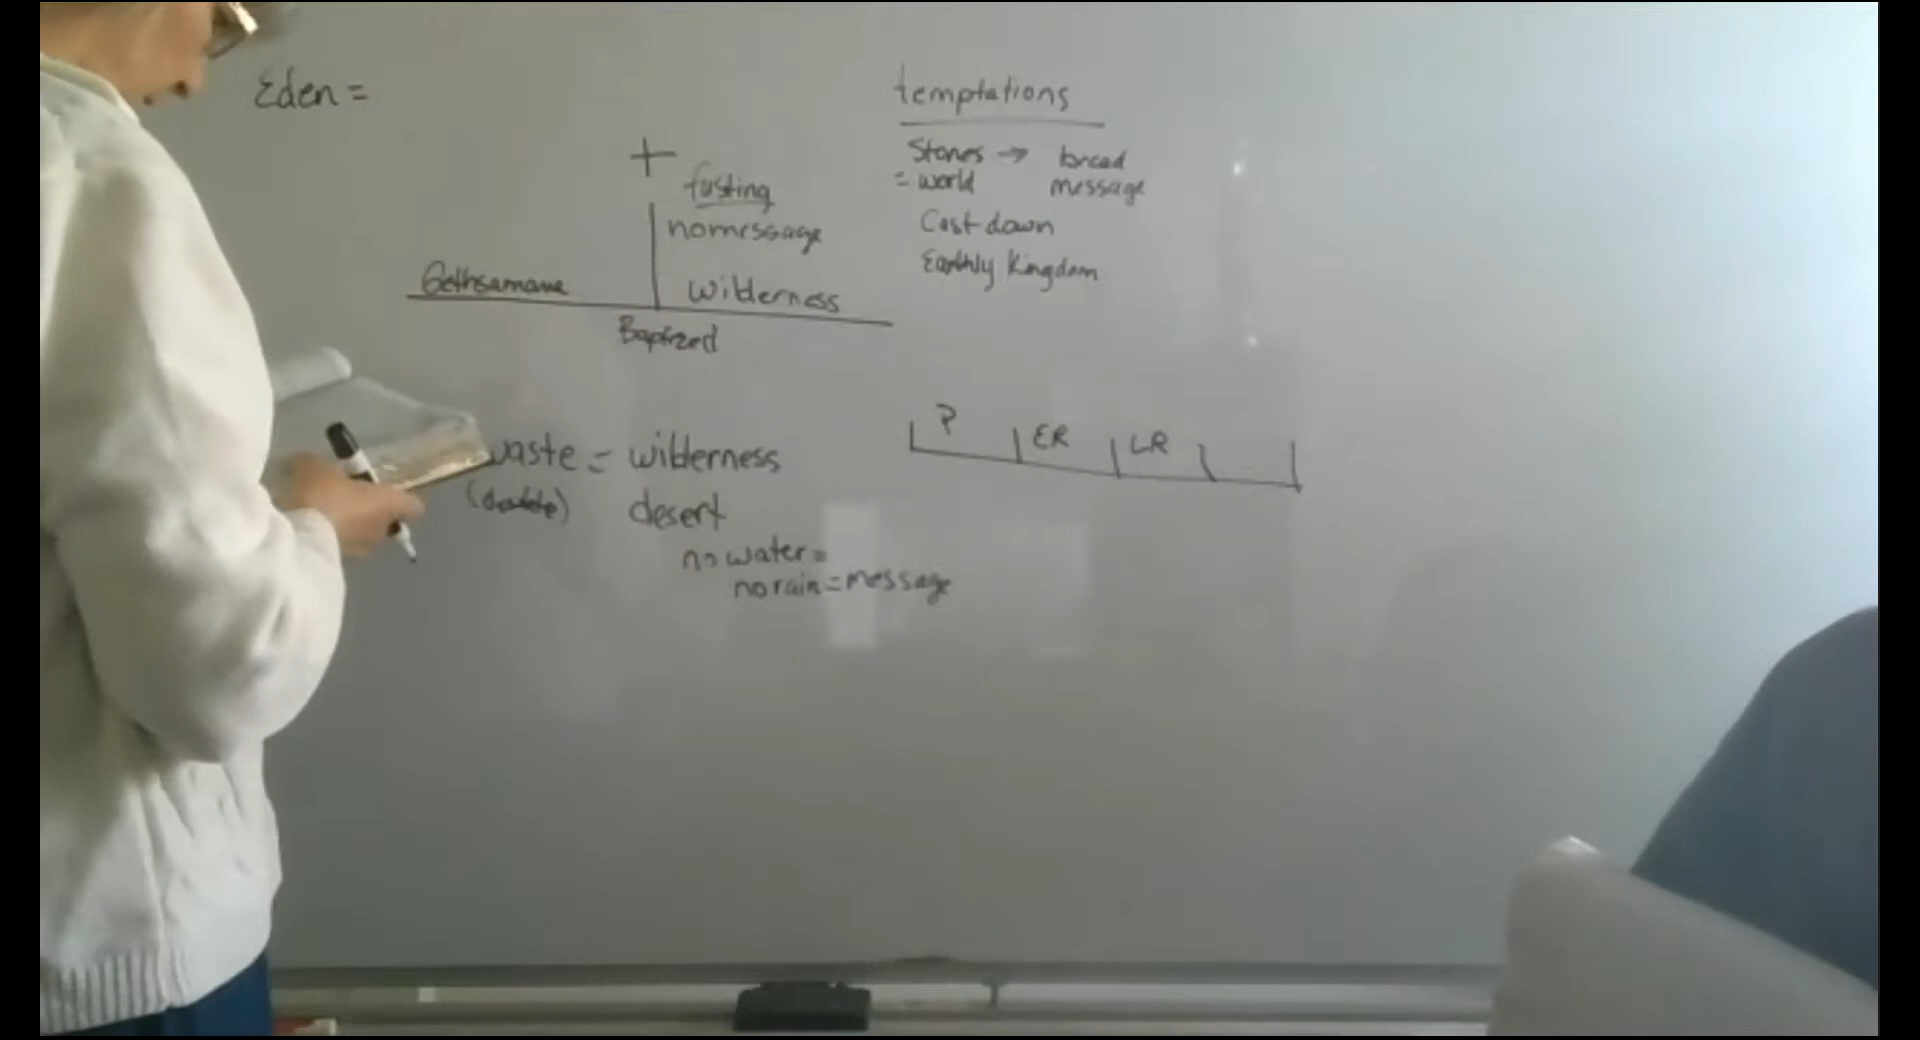 Eden =
+
fasting
no message
Gethsamane
wilderness
Baptized
temptations
Stones → bread
= world message
Cast down
Earthly Kingdom
P ER LR
waste = wilderness
desert
no water =
no rain = message